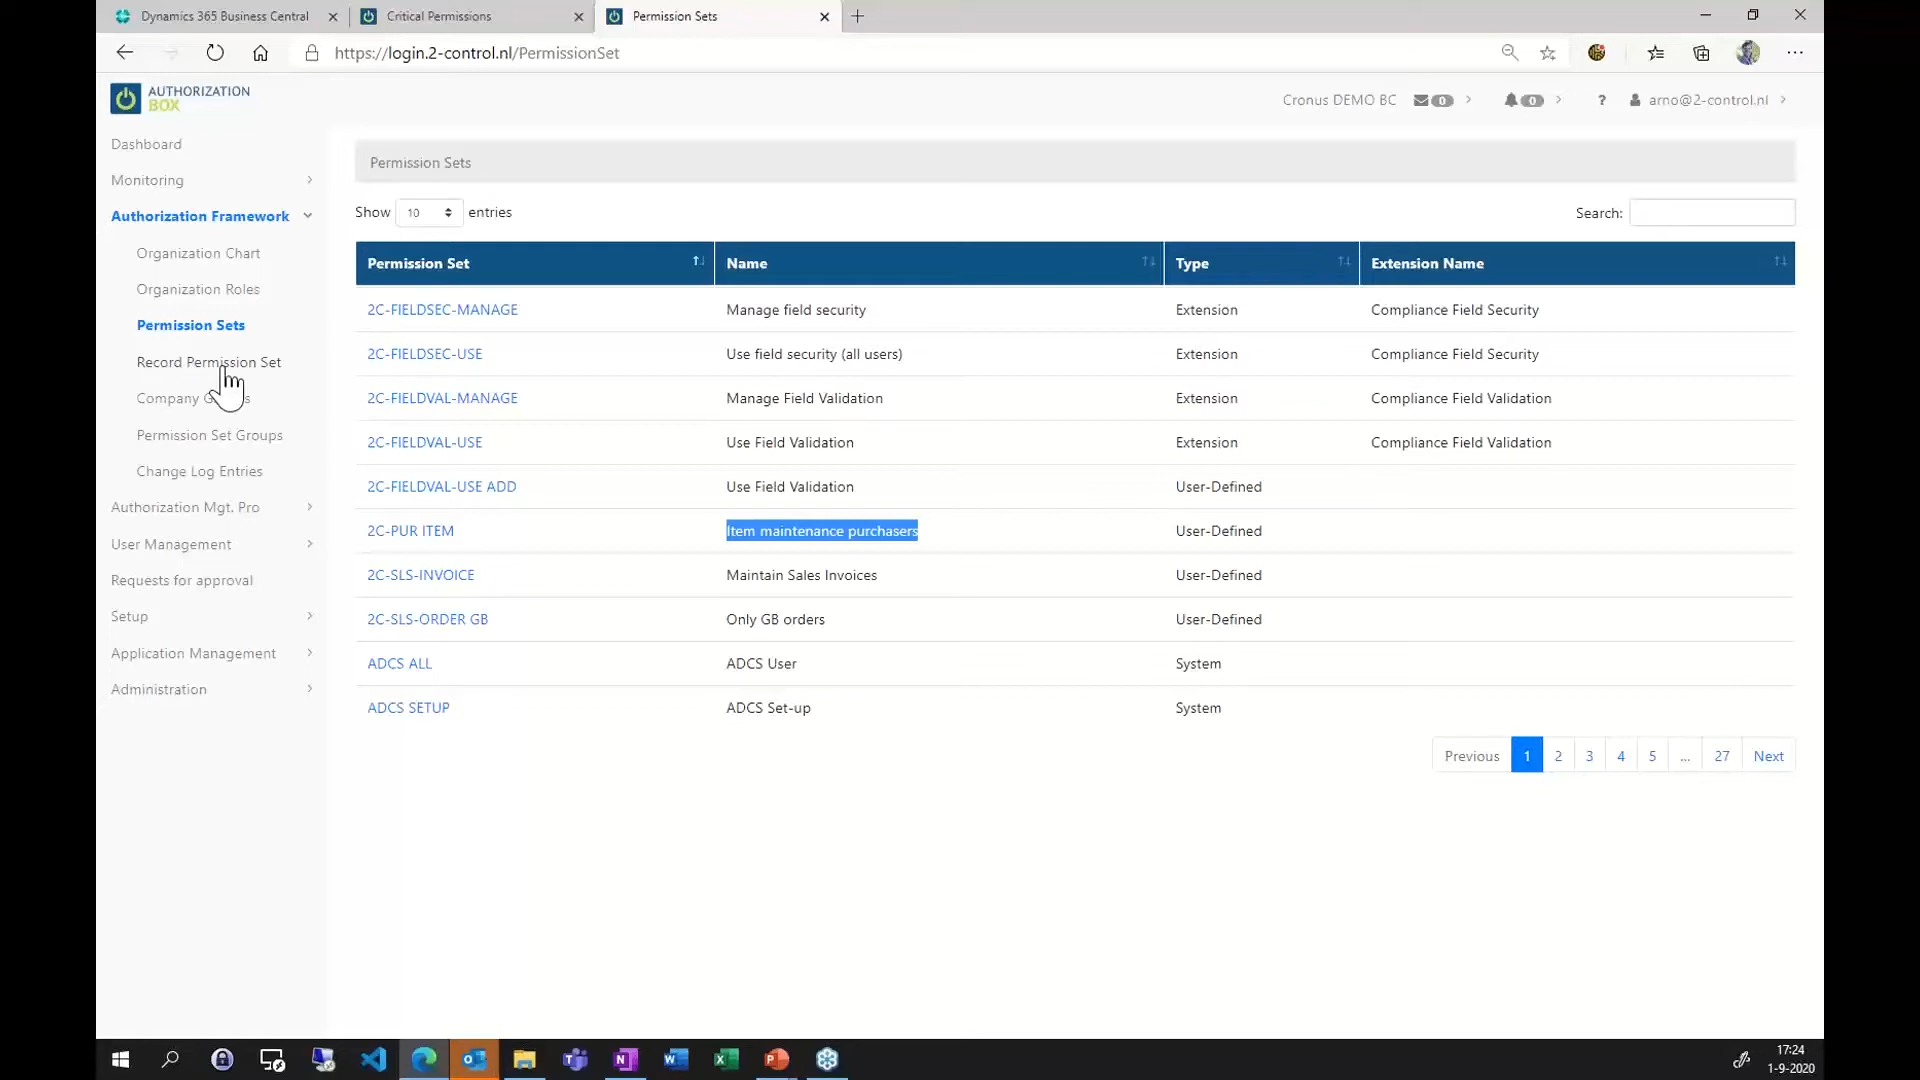 Dynamics 365 Business Central
Critical Permissions
Permission Sets
https://login.2-control.nl/PermissionSet
AUTHORIZATION
BOX
Cronus DEMO BC
0
0
?
arno@2-control.nl
Dashboard
Monitoring
Authorization Framework
Organization Chart
Organization Roles
Permission Sets
Record Permission Set
Company
Permission Set Groups
Change Log Entries
Authorization Mgt. Pro
User Management
Requests for approval
Setup
Application Management
Administration
Permission Sets
Show 10 entries
Search:
Permission Set Name Type Extension Name
2C-FIELDSEC-MANAGE Manage field security Extension Compliance Field Security
2C-FIELDSEC-USE Use field security (all users) Extension Compliance Field Security
2C-FIELDVAL-MANAGE Manage Field Validation Extension Compliance Field Validation
2C-FIELDVAL-USE Use Field Validation Extension Compliance Field Validation
2C-FIELDVAL-USE ADD Use Field Validation User-Defined
2C-PUR ITEM Item maintenance purchasers User-Defined
2C-SLS-INVOICE Maintain Sales Invoices User-Defined
2C-SLS-ORDER GB Only GB orders User-Defined
ADCS ALL ADCS User System
ADCS SETUP ADCS Set-up System
Previous 1 2 3 4 5 ... 27 Next
17:24
1-9-2020